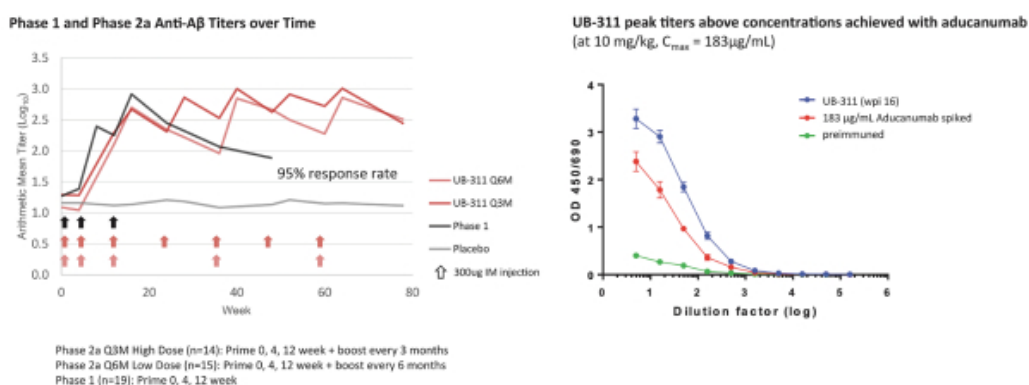 Phase 1 and Phase 2a Anti-Aβ Titers over Time
Arithmetic Mean Titer (Log₁₀)
3.5
3.0
2.5
2.0
1.5
1.0
0.5
0.0
0 20 40 60 80
Week
95% response rate
UB-311 Q6M
UB-311 Q3M
Phase 1
Placebo
300ug IM injection
Phase 2a Q3M High Dose (n=14): Prime 0, 4, 12 week + boost every 3 months
Phase 2a Q6M Low Dose (n=15): Prime 0, 4, 12 week + boost every 6 months
Phase 1 (n=19): Prime 0, 4, 12 week
UB-311 peak titers above concentrations achieved with aducanumab
(at 10 mg/kg, Cmax = 183µg/mL)
OD 450/690
4
3
2
1
0
0 1 2 3 4 5 6
Dilution factor (log)
UB-311 (wpi 16)
183 µg/mL Aducanumab spiked
preimmuned